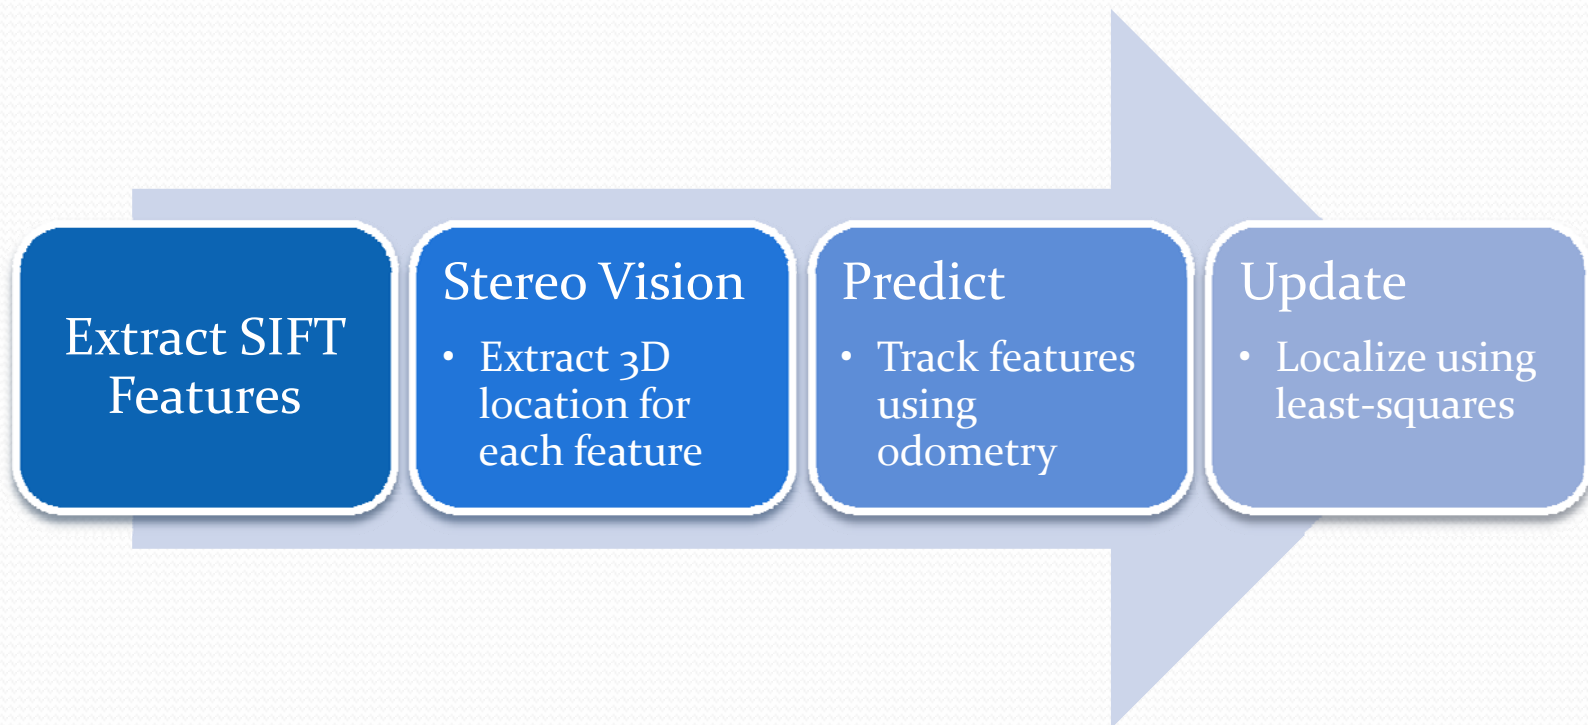 Extract SIFT
Features
Stereo Vision
• Extract 3D
location for
each feature
Predict
• Track features
using
odometry
Update
• Localize using
least-squares